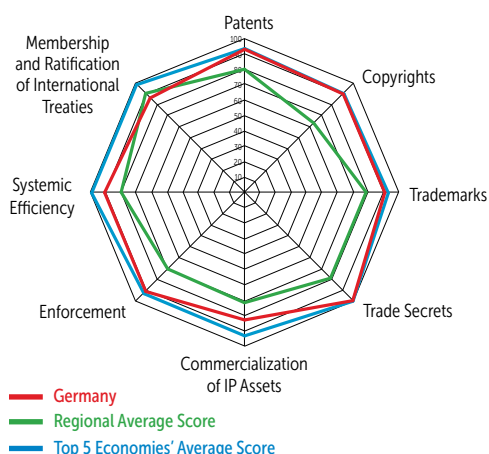 Patents
Membership
and Ratification
of International
Treaties
Copyrights
100
90
80
70
60
50
40
30
20
10
Systemic
Efficiency
Trademarks
Enforcement
Trade Secrets
Commercialization
of IP Assets
Germany
Regional Average Score
Top 5 Economies' Average Score